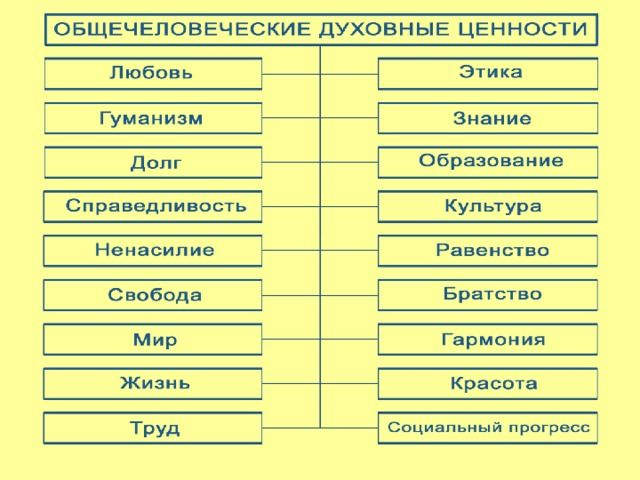 ОБЩЕЧЕЛОВЕЧЕСКИЕ ДУХОВНЫЕ ЦЕННОСТИ
Любовь
Этика
Гуманизм
Знание
Долг
Образование
Справедливость
Культура
Ненасилие
Равенство
Свобода
Братство
Мир
Гармония
Жизнь
Красота
Труд
Социальный прогресс